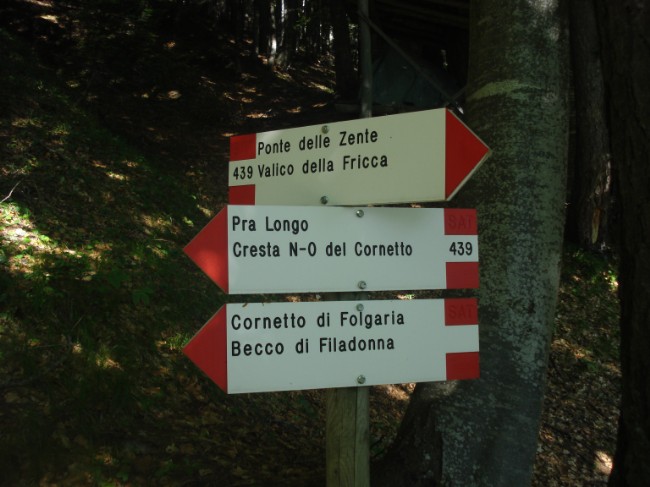 Ponte delle Zente
439 Valico della Fricca
Pra Longo
SAT
Cresta N-O del Cornetto
439
Cornetto di Folgaria
SAT
Becco di Filadonna